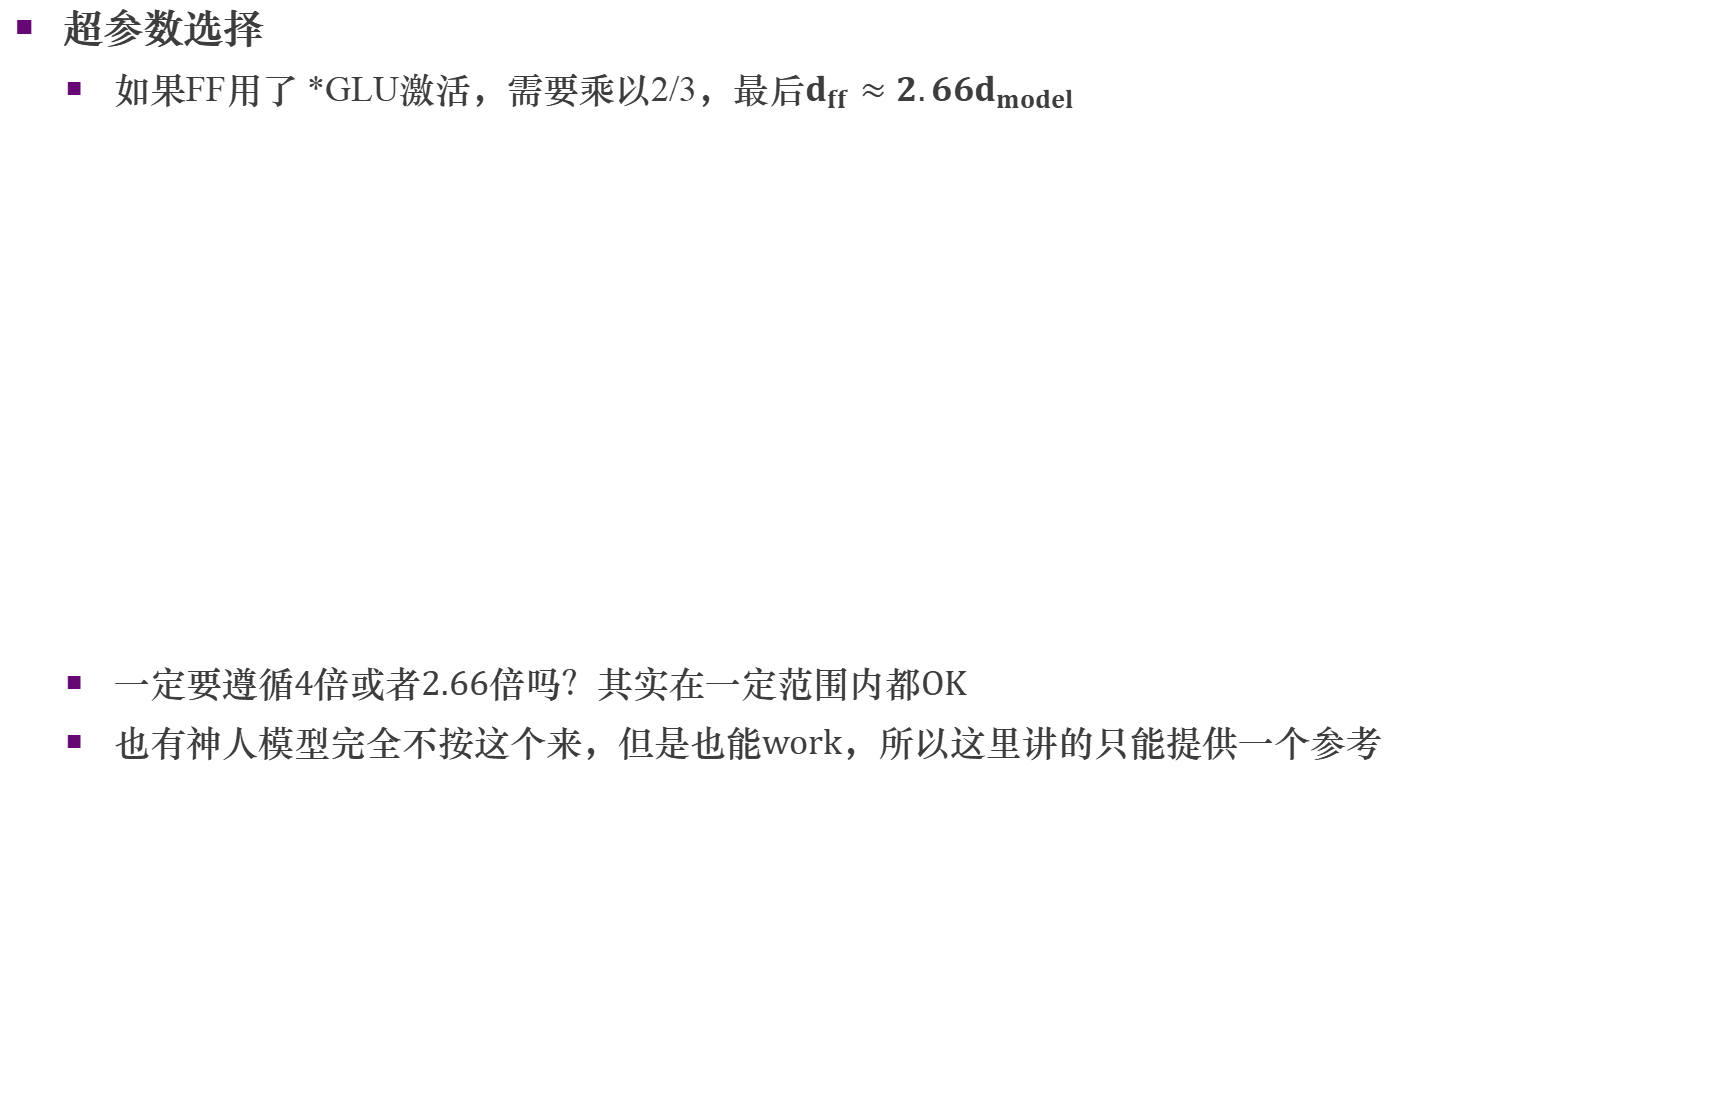 超参数选择
如果FF用了 *GLU激活，需要乘以2/3，最后d_ff ≈ 2.66d_model
一定要遵循4倍或者2.66倍吗？其实在一定范围内都OK
也有神人模型完全不按这个来，但是也能work，所以这里讲的只能提供一个参考